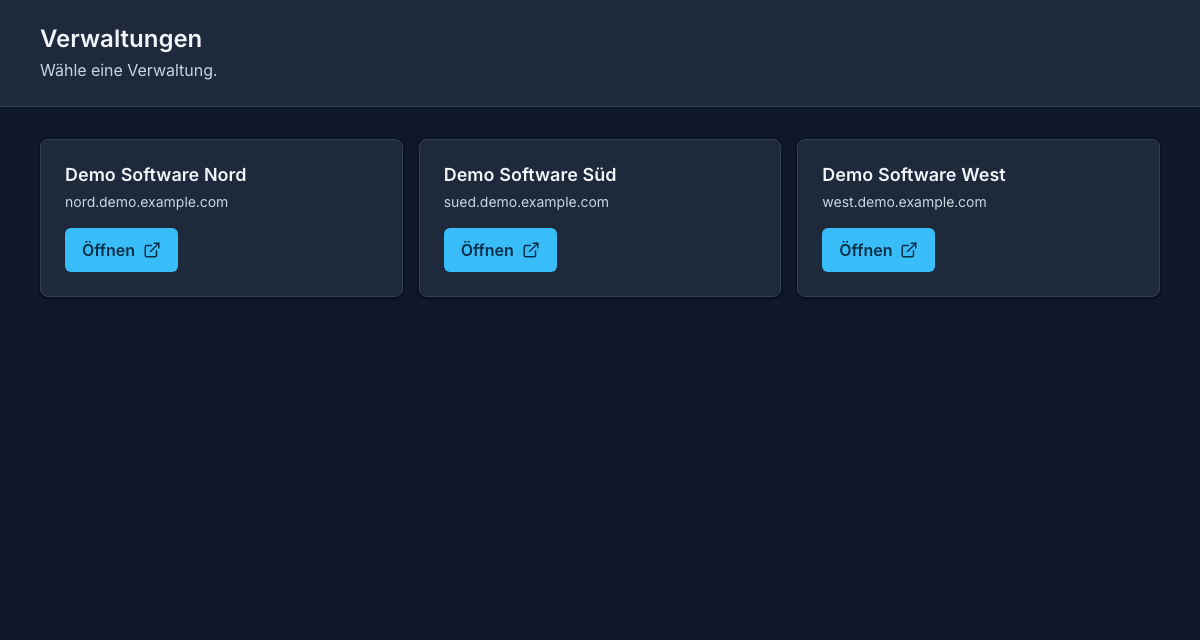 Verwaltungen
Wähle eine Verwaltung.
Demo Software Nord
nord.demo.example.com
Öffnen
Demo Software Süd
sued.demo.example.com
Öffnen
Demo Software West
west.demo.example.com
Öffnen